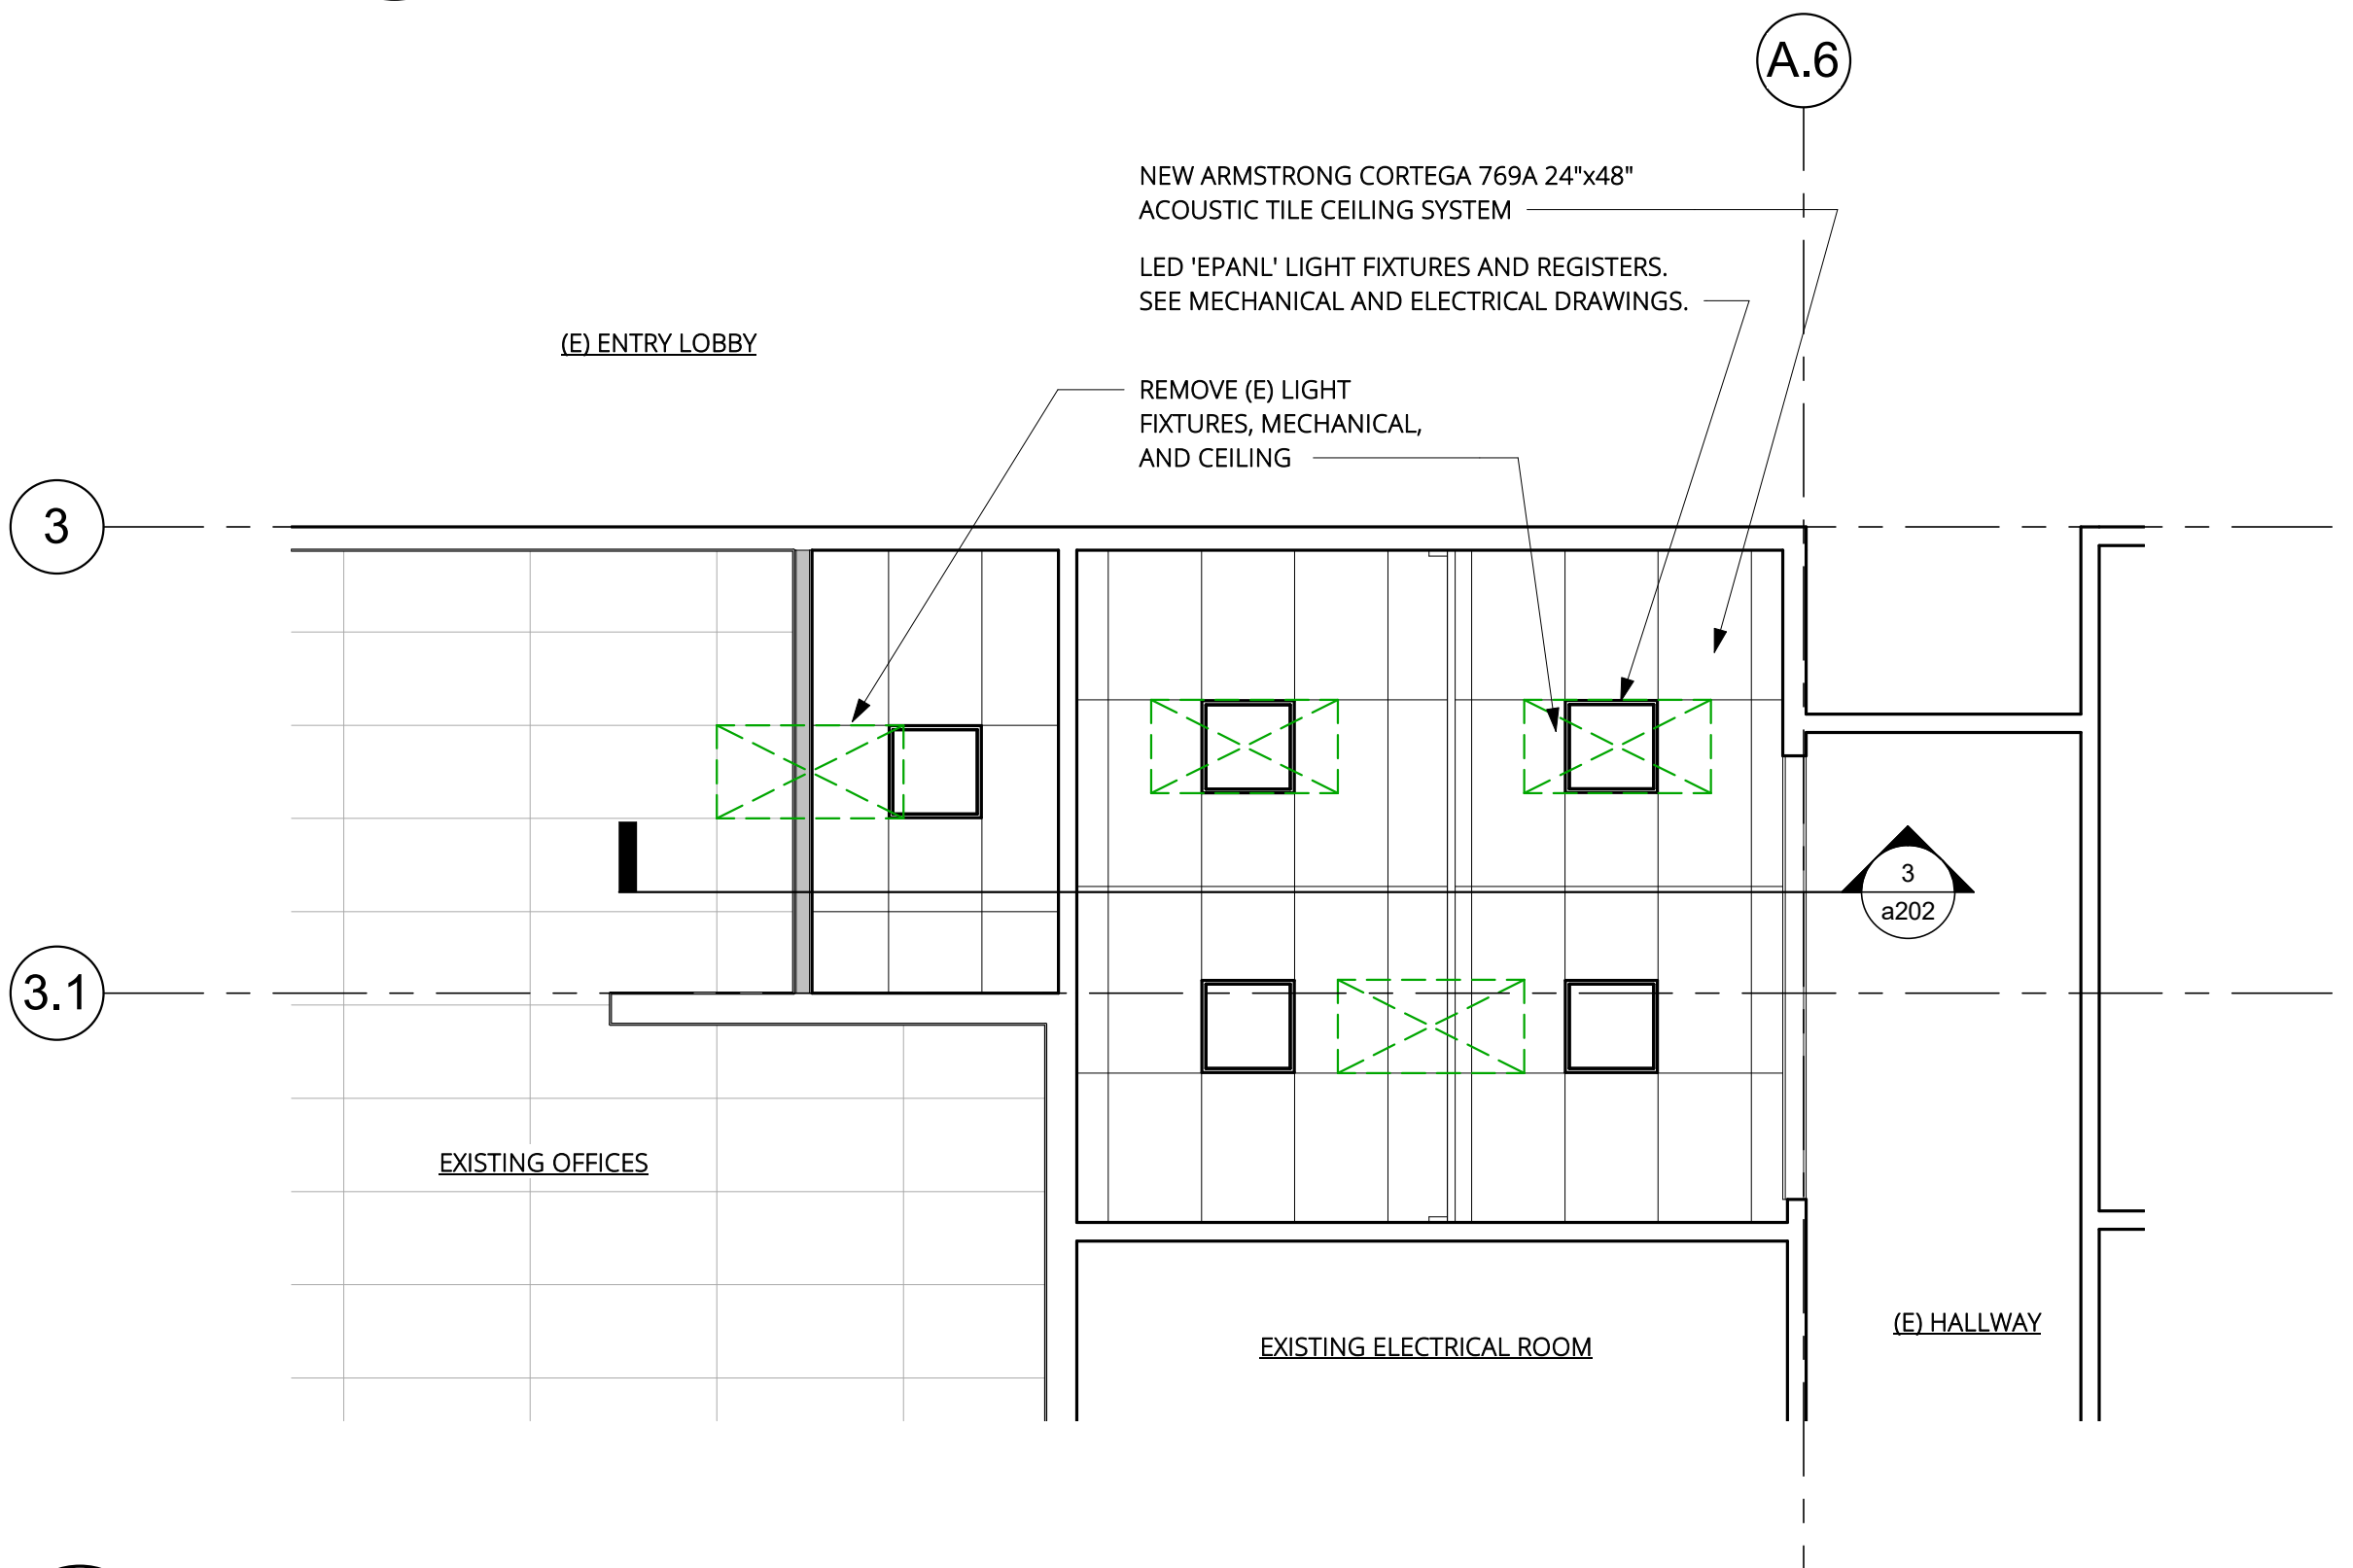 A.6
NEW ARMSTRONG CORTEGA 769A 24"x48"
ACOUSTIC TILE CEILING SYSTEM
LED 'EPANL' LIGHT FIXTURES AND REGISTERS.
SEE MECHANICAL AND ELECTRICAL DRAWINGS.
(E) ENTRY LOBBY
REMOVE (E) LIGHT
FIXTURES, MECHANICAL,
AND CEILING
3
3
a202
3.1
EXISTING OFFICES
(E) HALLWAY
EXISTING ELECTRICAL ROOM